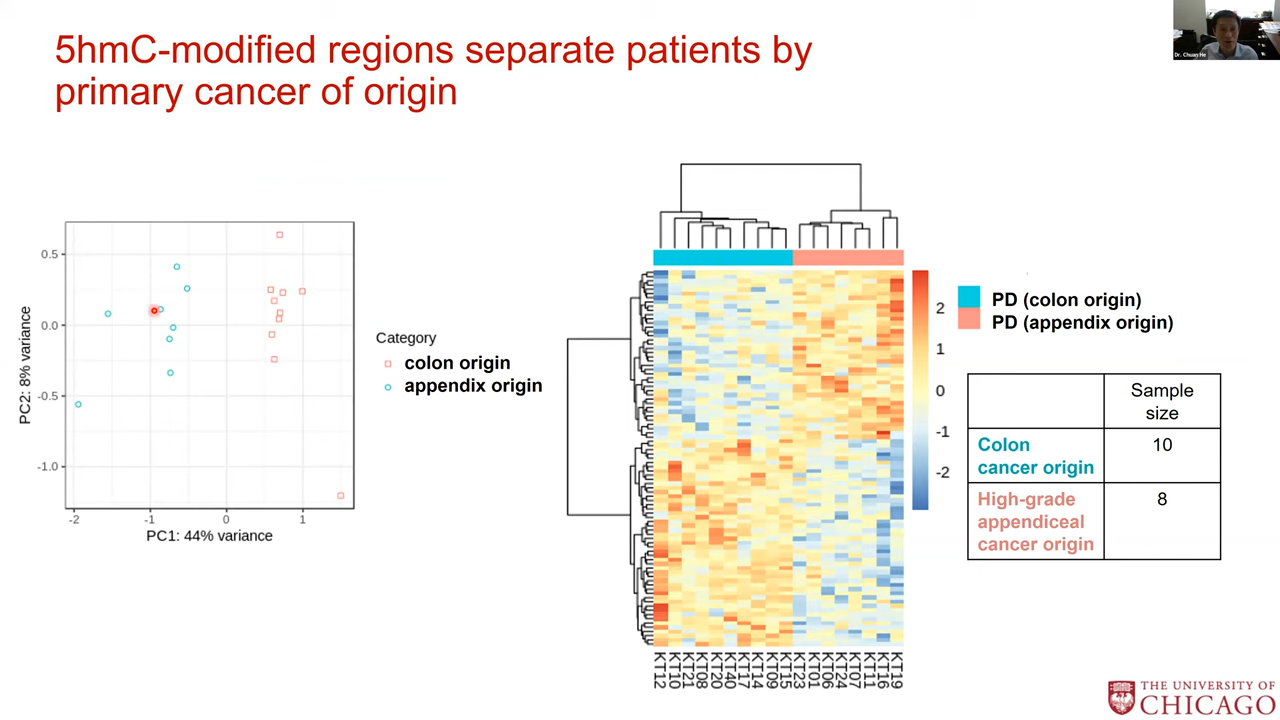 5hmC-modified regions separate patients by
primary cancer of origin
Dr. Chuan He
PC2: 8% variance
0.5
0.0
-0.5
-1.0
-2
-1
0
1
PC1: 44% variance
Category
colon origin
appendix origin
2
1
0
-1
-2
PD (colon origin)
PD (appendix origin)
KT12
KT10
KT21
KT08
KT20
KT40
KT17
KT14
KT09
KT15
KT23
KT01
KT06
KT24
KT07
KT11
KT16
KT19
Sample
size
Colon
cancer origin
10
High-grade
appendiceal
cancer origin
8
THE UNIVERSITY OF
CHICAGO